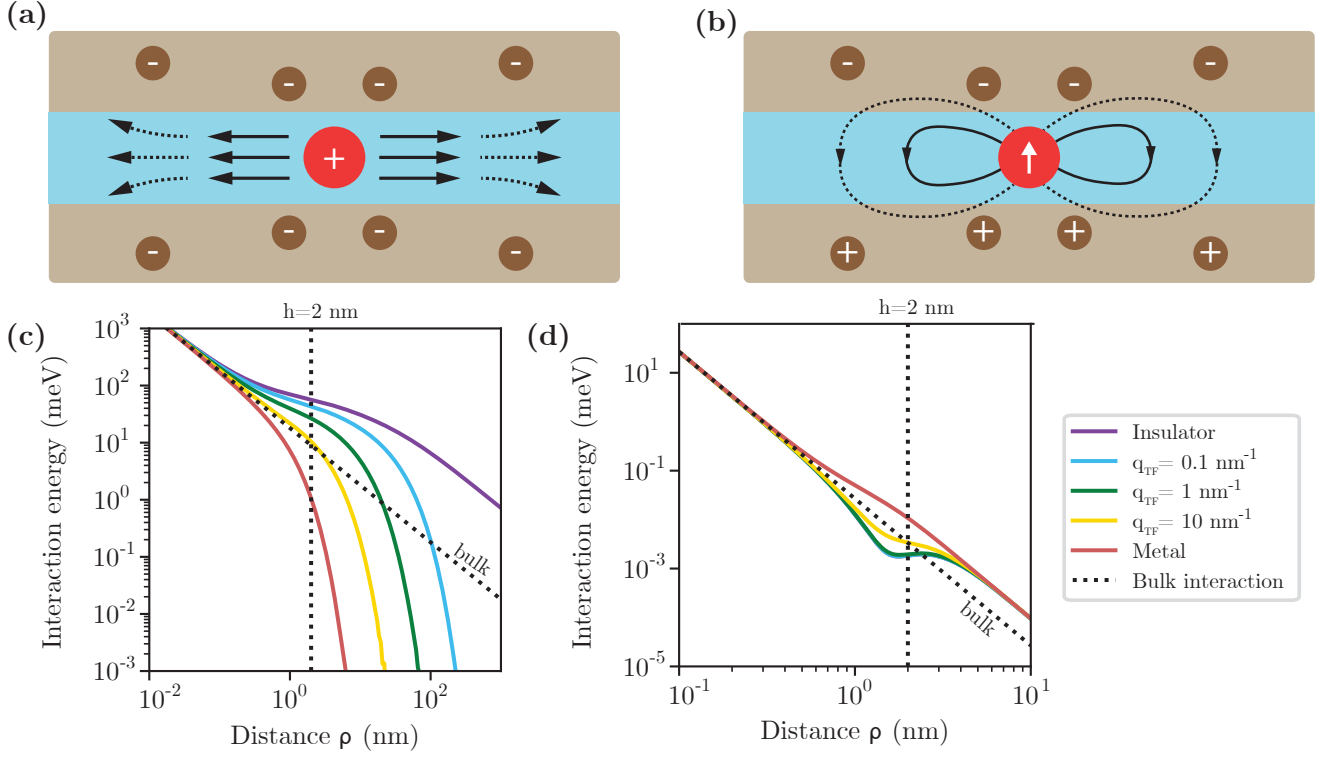 (a)
(b)
- - - -
+
- - - -
- - - -
+ + + +
(c)
h=2 nm
Interaction energy (meV)
10^3
10^2
10^1
10^0
10^-1
10^-2
10^-3
bulk
10^-2
10^0
10^2
Distance ρ (nm)
(d)
h=2 nm
Interaction energy (meV)
10^1
10^-1
10^-3
10^-5
bulk
10^-1
10^0
10^1
Distance ρ (nm)
Insulator
q_TF= 0.1 nm^-1
q_TF= 1 nm^-1
q_TF= 10 nm^-1
Metal
Bulk interaction